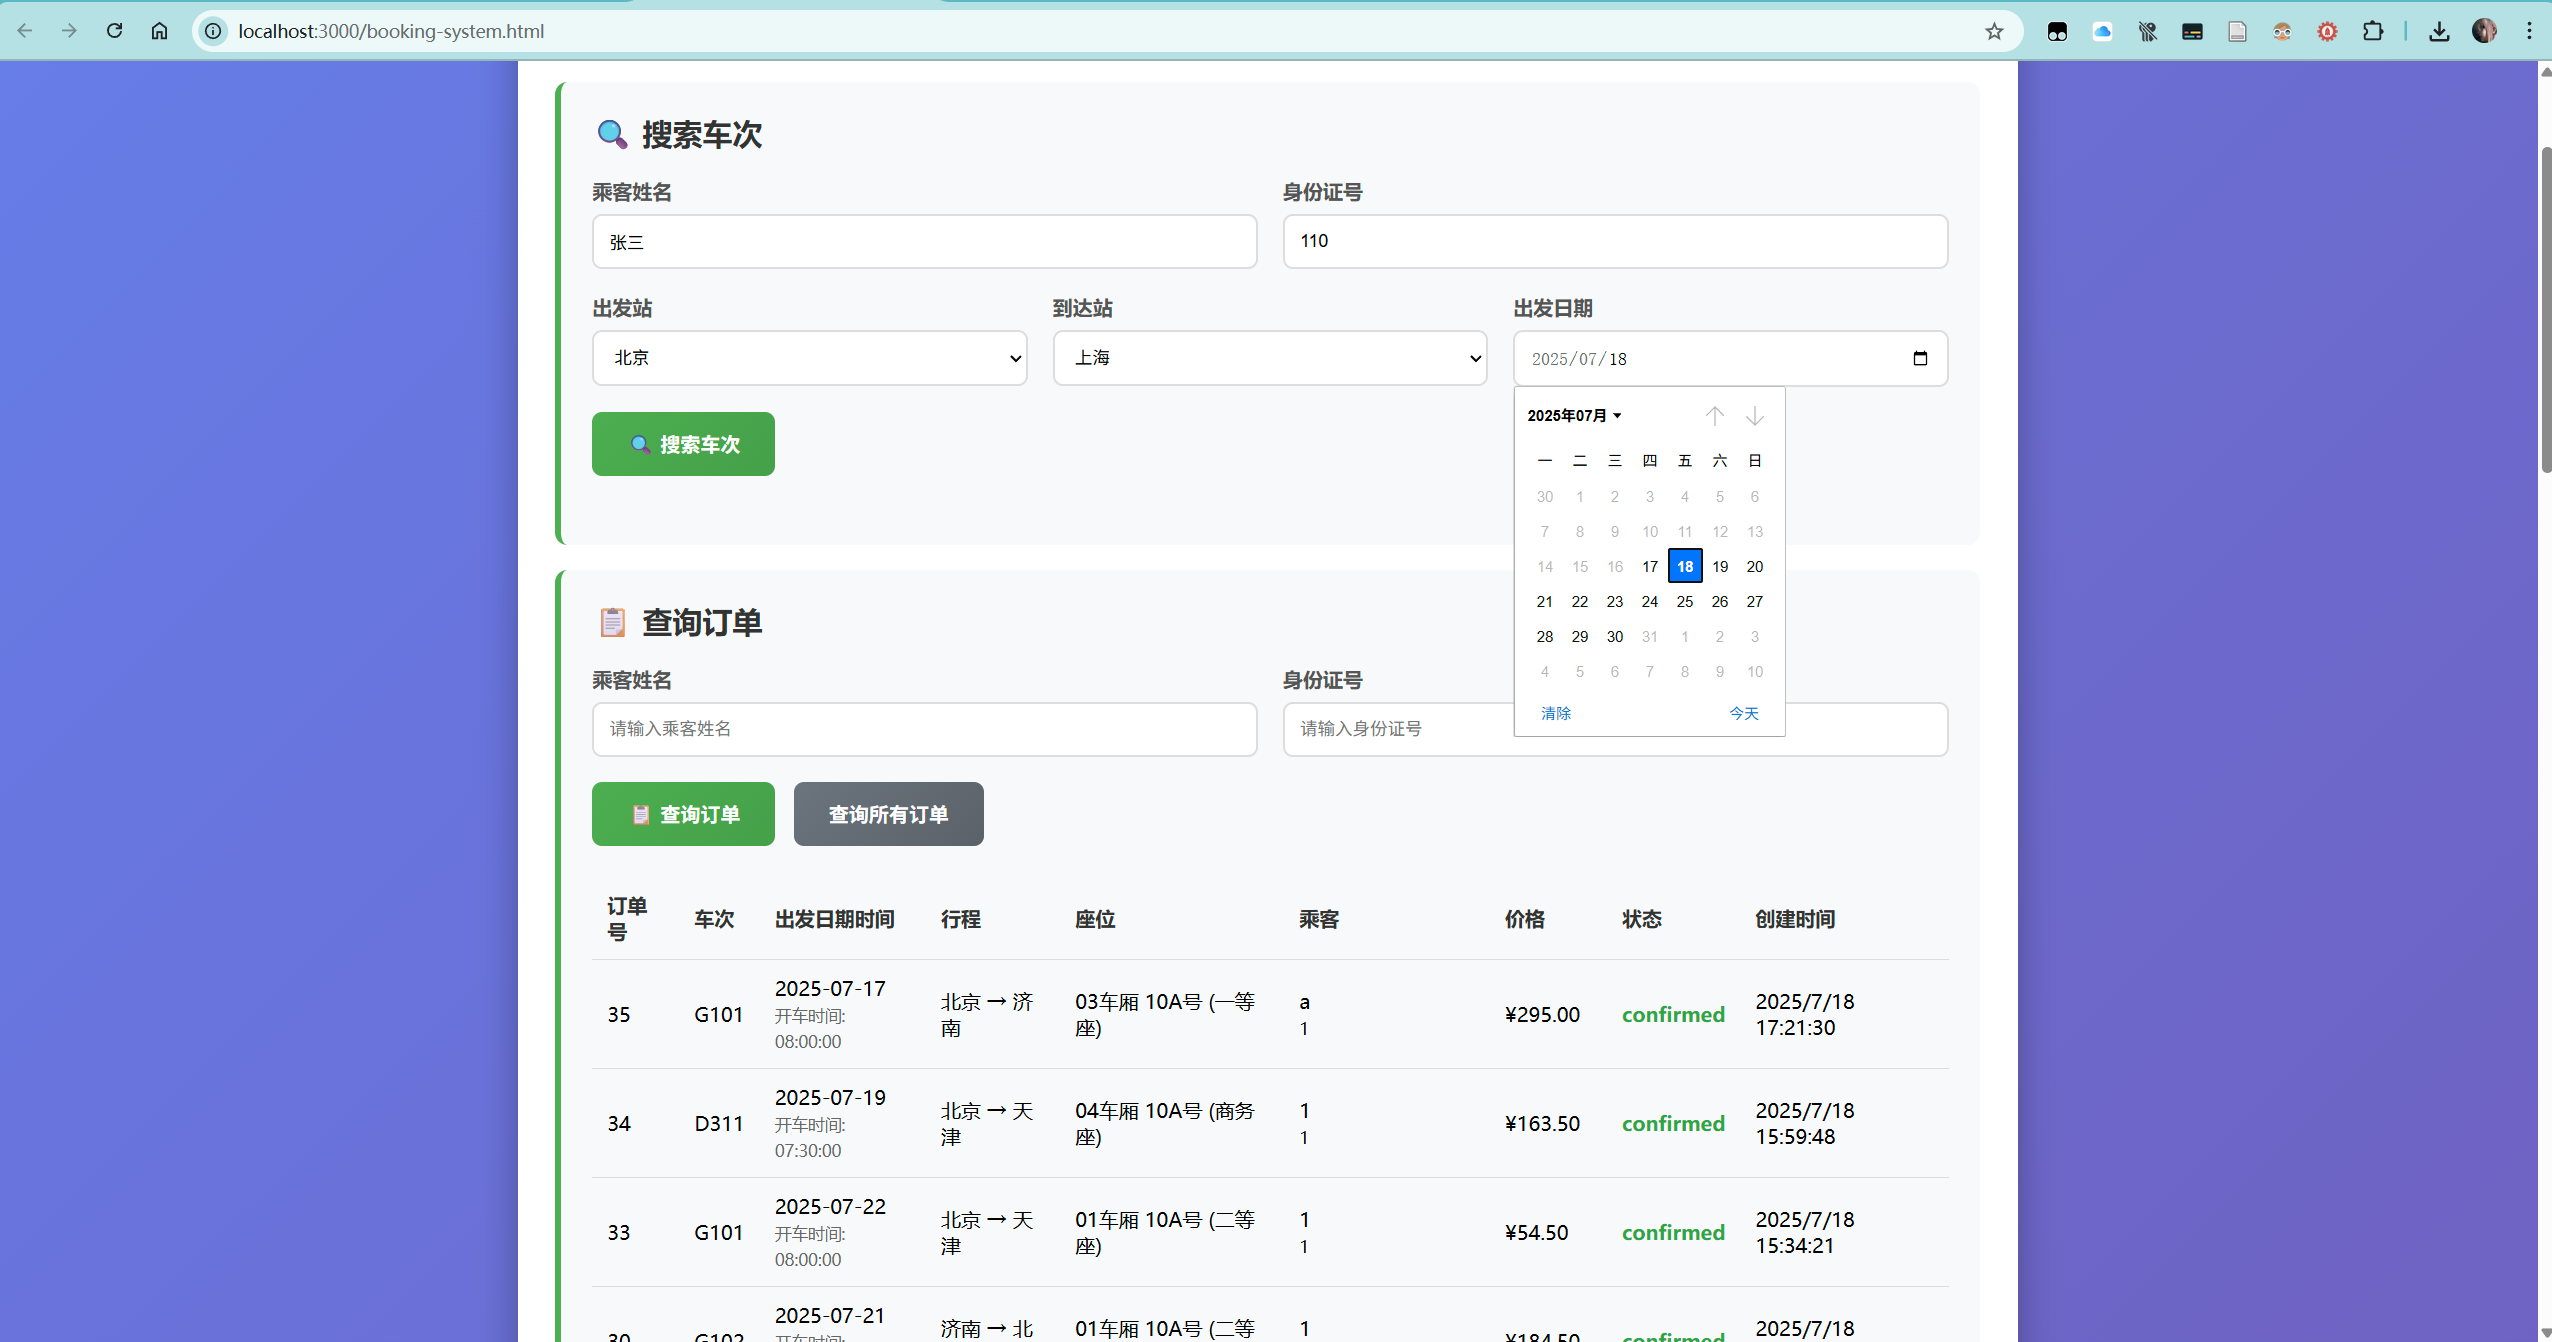 localhost:3000/booking-system.html
搜索车次
乘客姓名
身份证号
张三
110
出发站
到达站
出发日期
北京
上海
2025/07/18
搜索车次
2025年07月
一 二 三 四 五 六 日
30 1 2 3 4 5 6
7 8 9 10 11 12 13
14 15 16 17 18 19 20
21 22 23 24 25 26 27
28 29 30 31 1 2 3
4 5 6 7 8 9 10
清除 今天
查询订单
乘客姓名
身份证号
请输入乘客姓名
请输入身份证号
查询订单
查询所有订单
订单号 车次 出发日期时间 行程 座位 乘客 价格 状态 创建时间
35
G101
2025-07-17
开车时间:
08:00:00
北京 → 济
南
03车厢 10A号 (一等
座)
a
1
¥295.00
confirmed
2025/7/18
17:21:30
34
D311
2025-07-19
开车时间:
07:30:00
北京 → 天
津
04车厢 10A号 (商务
座)
1
1
¥163.50
confirmed
2025/7/18
15:59:48
33
G101
2025-07-22
开车时间:
08:00:00
北京 → 天
津
01车厢 10A号 (二等
座)
1
1
¥54.50
confirmed
2025/7/18
15:34:21
30
G102
2025-07-21
开车时间:
济南 → 北
01车厢 10A号 (二等
1
¥184.50
confirmed
2025/7/18